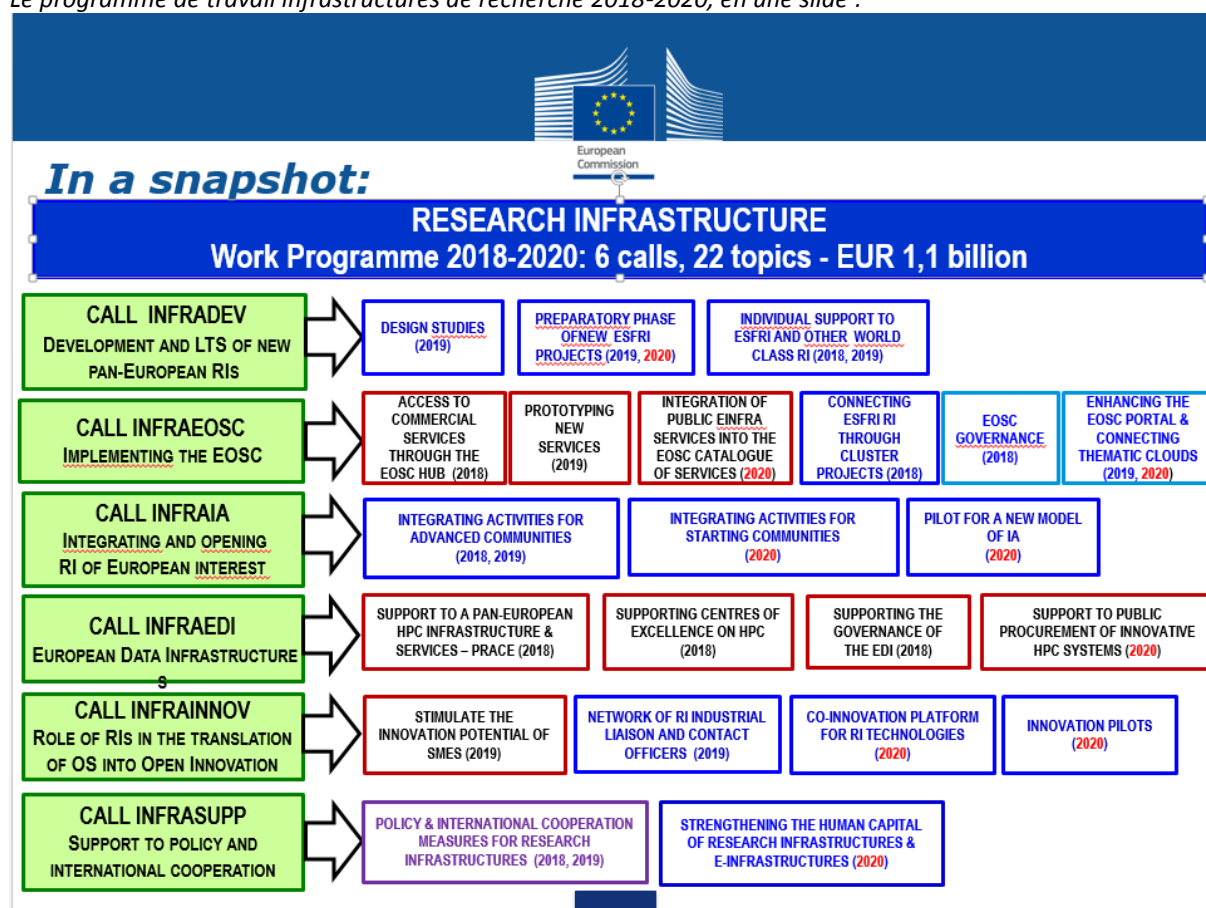 Le programme de travail infrastructures de recherche 2018-2020, en une slide :
European
Commission
In a snapshot:
RESEARCH INFRASTRUCTURE
Work Programme 2018-2020: 6 calls, 22 topics - EUR 1,1 billion
CALL INFRADEV
DEVELOPMENT AND LTS OF NEW
PAN-EUROPEAN RIS
DESIGN STUDIES
(2019)
PREPARATORY PHASE
OFNEW ESFRI
PROJECTS (2019, 2020)
INDIVIDUAL SUPPORT TO
ESFRI AND OTHER WORLD
CLASS RI (2018, 2019)
CALL INFRAEOSC
IMPLEMENTING THE EOSC
ACCESS TO
COMMERCIAL
SERVICES
THROUGH THE
EOSC HUB (2018)
PROTOTYPING
NEW
SERVICES
(2019)
INTEGRATION OF
PUBLIC EINFRA
SERVICES INTO THE
EOSC CATALOGUE
OF SERVICES (2020)
CONNECTING
ESFRI RI
THROUGH
CLUSTER
PROJECTS (2018)
EOSC
GOVERNANCE
(2018)
ENHANCING THE
EOSC PORTAL &
CONNECTING
THEMATIC CLOUDS
(2019, 2020)
CALL INFRAIA
INTEGRATING AND OPENING
RI OF EUROPEAN INTEREST
INTEGRATING ACTIVITIES FOR
ADVANCED COMMUNITIES
(2018, 2019)
INTEGRATING ACTIVITIES FOR
STARTING COMMUNITIES
(2020)
PILOT FOR A NEW MODEL
OF IA
(2020)
CALL INFRAEDI
EUROPEAN DATA INFRASTRUCTURE
S
SUPPORT TO A PAN-EUROPEAN
HPC INFRASTRUCTURE &
SERVICES – PRACE (2018)
SUPPORTING CENTRES OF
EXCELLENCE ON HPC
(2018)
SUPPORTING THE
GOVERNANCE OF
THE EDI (2018)
SUPPORT TO PUBLIC
PROCUREMENT OF INNOVATIVE
HPC SYSTEMS (2020)
CALL INFRAINNOV
ROLE OF RIS IN THE TRANSLATION
OF OS INTO OPEN INNOVATION
STIMULATE THE
INNOVATION POTENTIAL OF
SMES (2019)
NETWORK OF RI INDUSTRIAL
LIAISON AND CONTACT
OFFICERS (2019)
CO-INNOVATION PLATFORM
FOR RI TECHNOLOGIES
(2020)
INNOVATION PILOTS
(2020)
CALL INFRASUPP
SUPPORT TO POLICY AND
INTERNATIONAL COOPERATION
POLICY & INTERNATIONAL COOPERATION
MEASURES FOR RESEARCH
INFRASTRUCTURES (2018, 2019)
STRENGTHENING THE HUMAN CAPITAL
OF RESEARCH INFRASTRUCTURES &
E-INFRASTRUCTURES (2020)